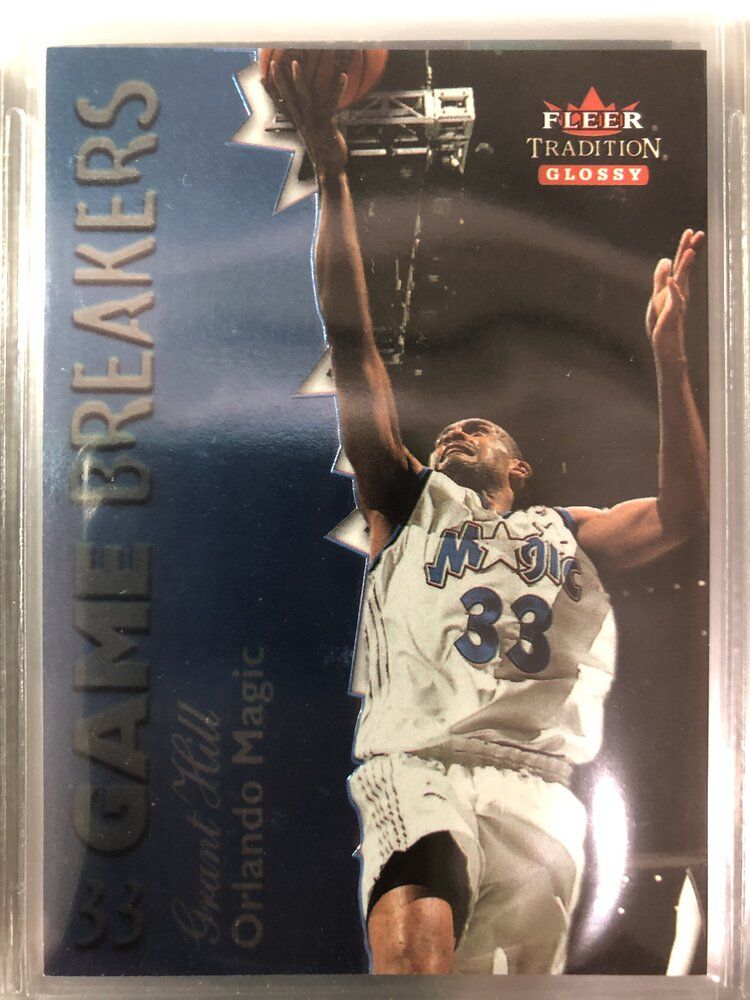 FLEER
TRADITION
GLOSSY
33 GAME BREAKERS
Grant Hill
Orlando Magic
Magic
33